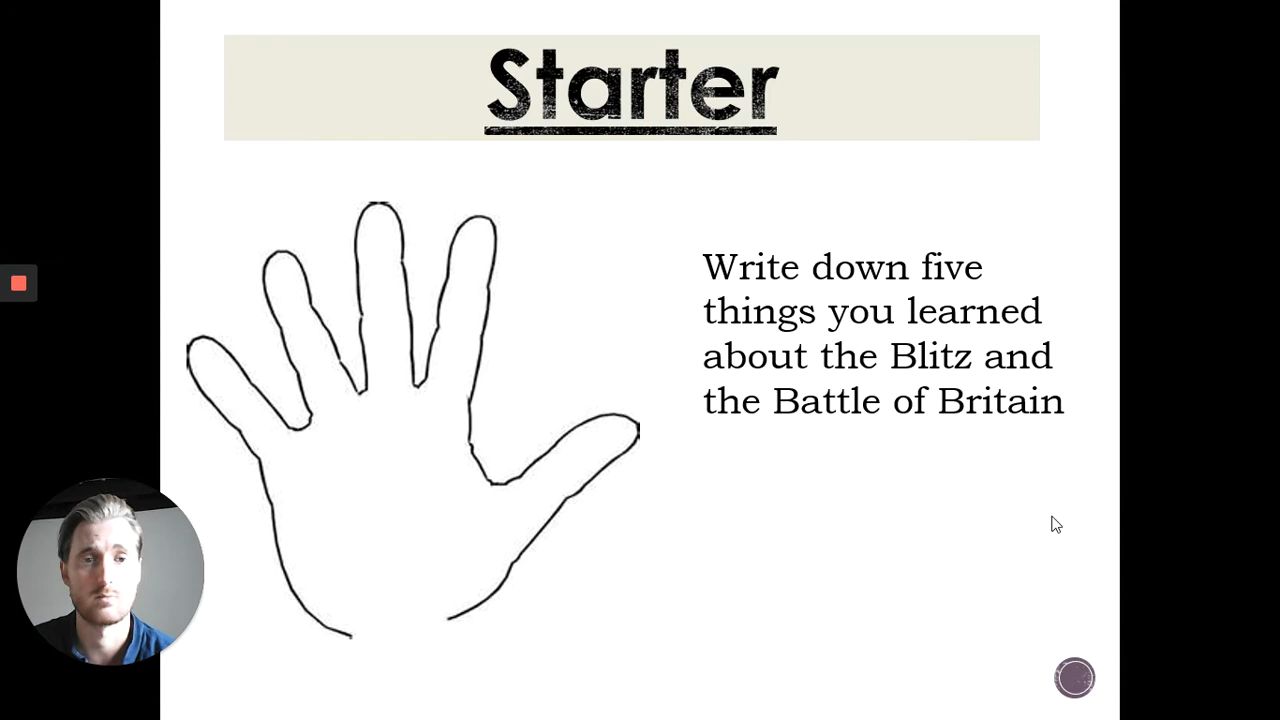 Starter
Write down five
things you learned
about the Blitz and
the Battle of Britain